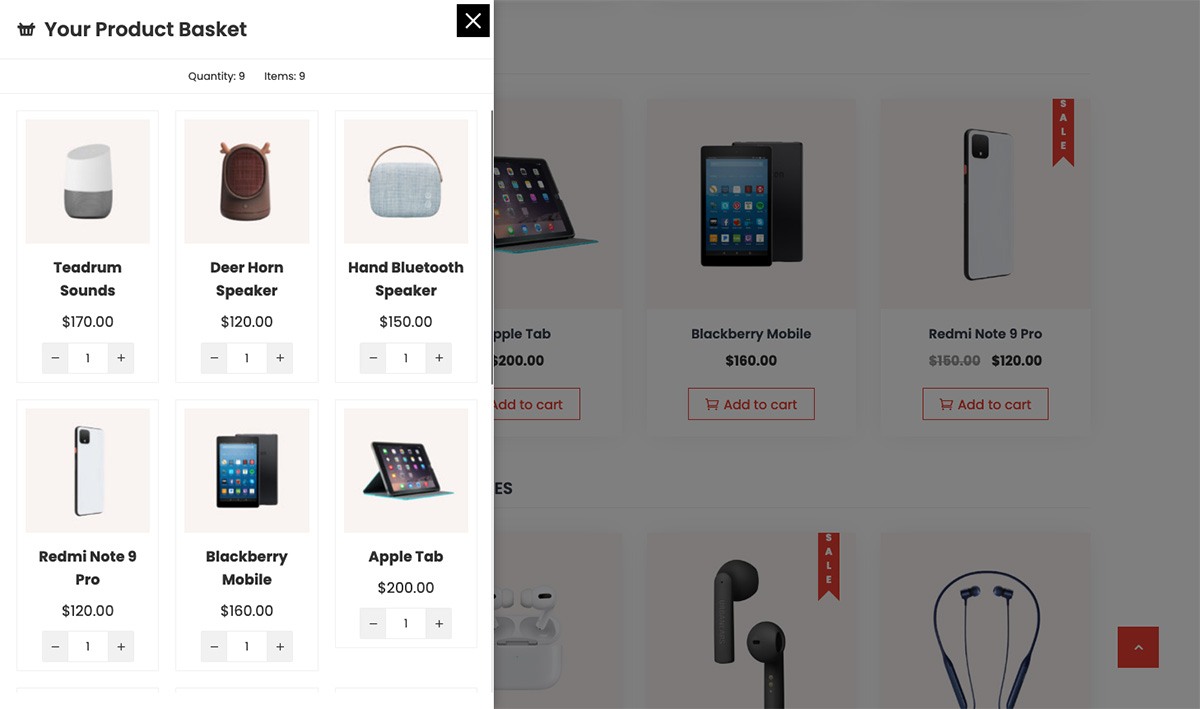 Your Product Basket
Quantity: 9 Items: 9
Teadrum
Sounds
$170.00
− 1 +
Deer Horn
Speaker
$120.00
− 1 +
Hand Bluetooth
Speaker
$150.00
− 1 +
Redmi Note 9
Pro
$120.00
− 1 +
Blackberry
Mobile
$160.00
− 1 +
Apple Tab
$200.00
− 1 +
pple Tab
$200.00
Add to cart
Blackberry Mobile
$160.00
Add to cart
SALE
Redmi Note 9 Pro
$150.00 $120.00
Add to cart
ES
SALE